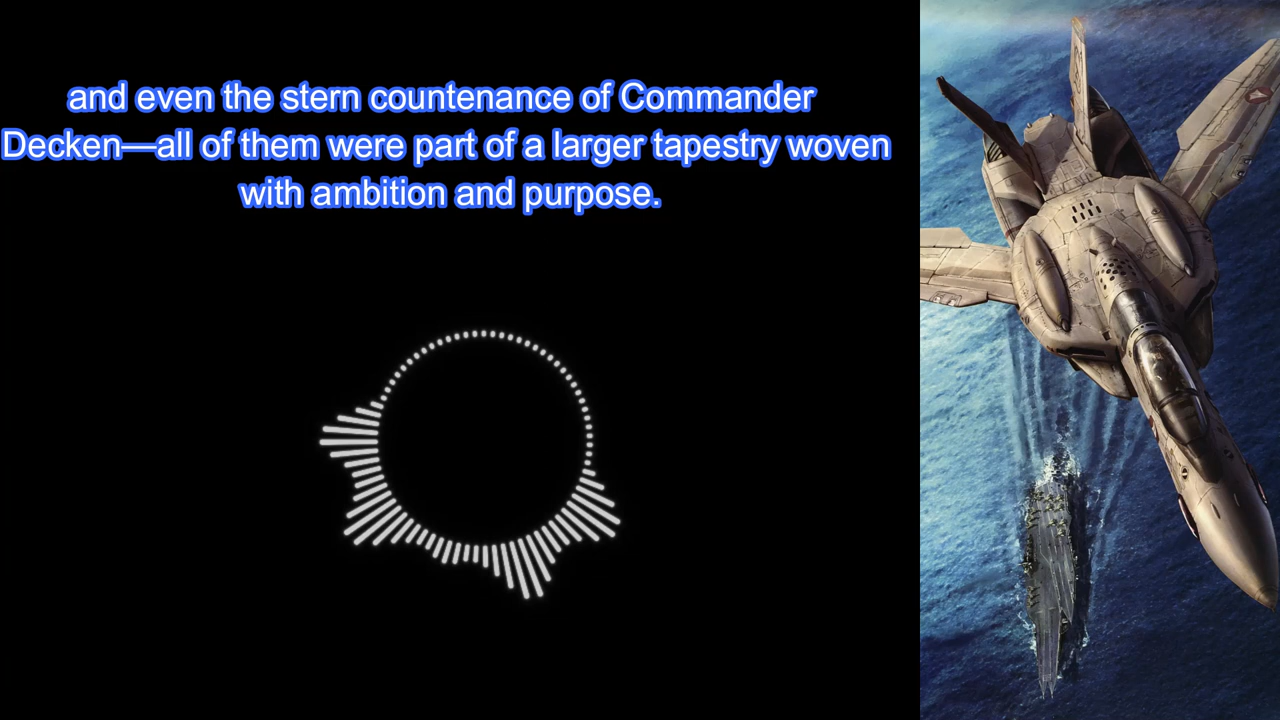 and even the stern countenance of Commander
Decken—all of them were part of a larger tapestry woven
with ambition and purpose.